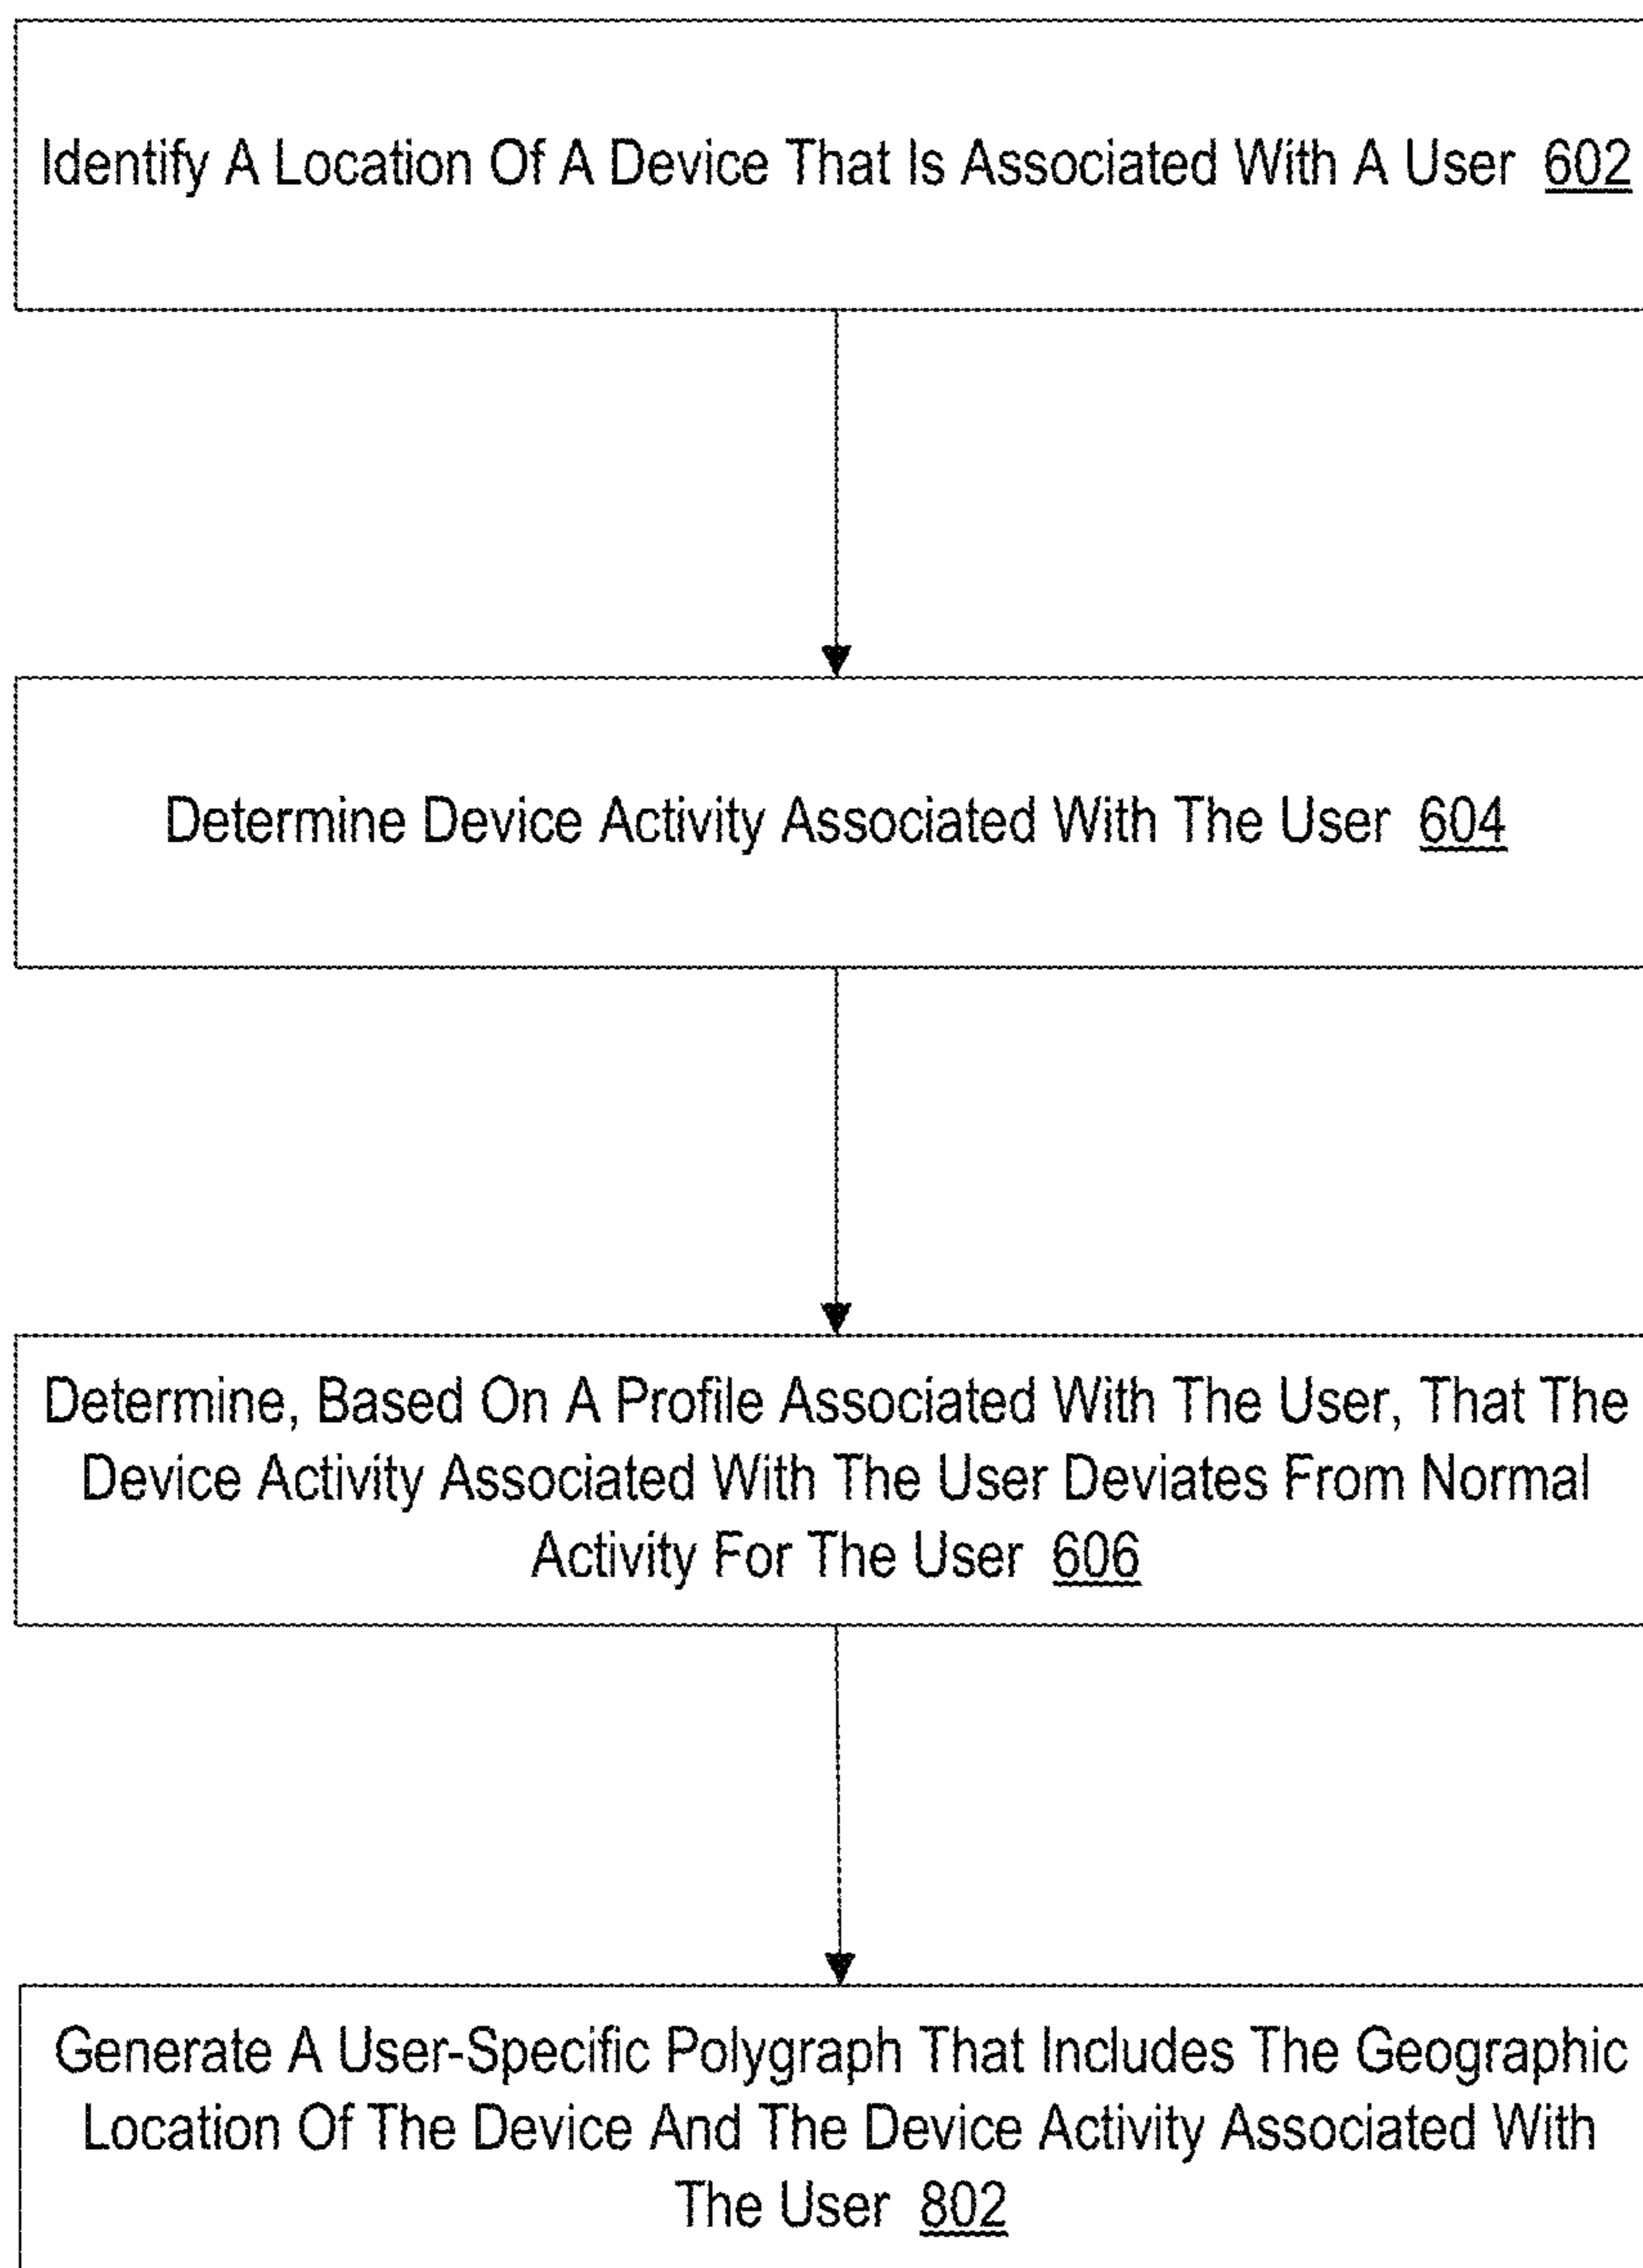 Identify A Location Of A Device That Is Associated With A User 602
Determine Device Activity Associated With The User 604
Determine, Based On A Profile Associated With The User, That The
Device Activity Associated With The User Deviates From Normal
Activity For The User 606
Generate A User-Specific Polygraph That Includes The Geographic
Location Of The Device And The Device Activity Associated With
The User 802